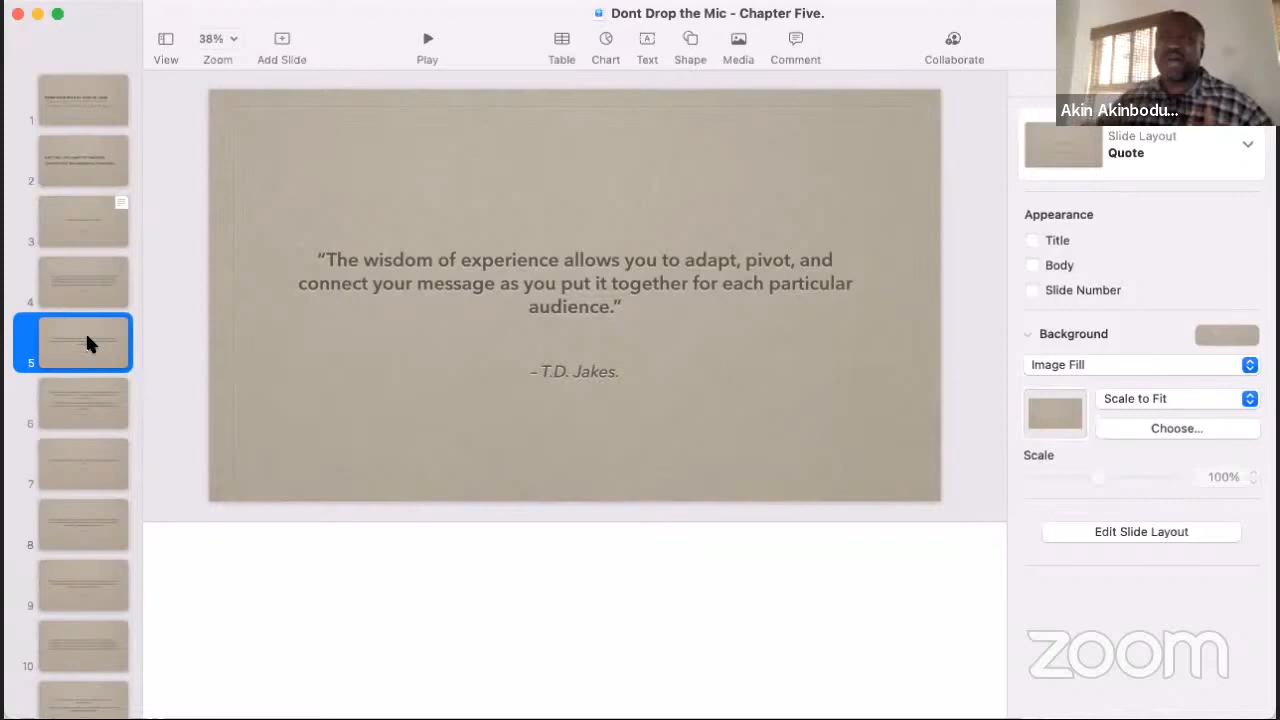 Dont Drop the Mic - Chapter Five.
38%
View
Zoom
Add Slide
Play
Table
Chart
Text
Shape
Media
Comment
Collaborate
Akin Akinbodu...
Slide Layout
Quote
Appearance
Title
Body
Slide Number
Background
Image Fill
Scale to Fit
Choose...
Scale
100%
Edit Slide Layout
1
2
3
4
5
6
7
8
9
10
“The wisdom of experience allows you to adapt, pivot, and
connect your message as you put it together for each particular
audience.”
– T.D. Jakes.
zoom